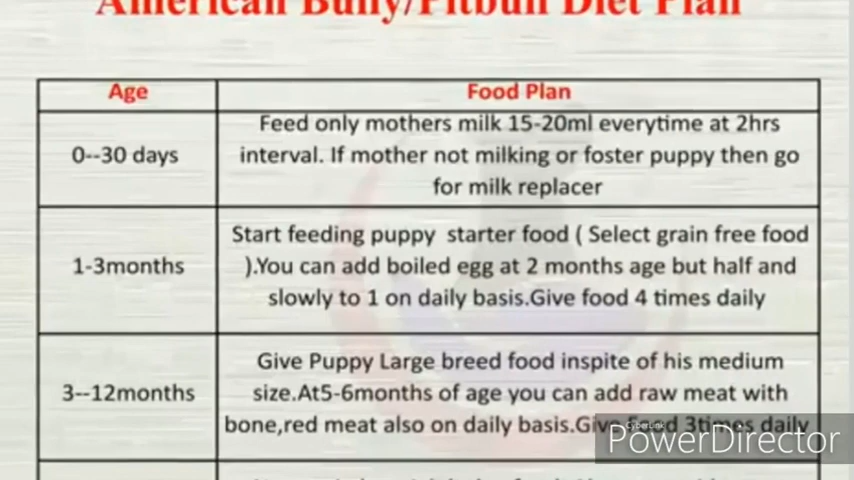 American Bully/Pitbull Diet Plan
Age
Food Plan
0--30 days
Feed only mothers milk 15-20ml everytime at 2hrs
interval. If mother not milking or foster puppy then go
for milk replacer
1-3months
Start feeding puppy  starter food ( Select grain free food
).You can add boiled egg at 2 months age but half and
slowly to 1 on daily basis.Give food 4 times daily
3--12months
Give Puppy Large breed food inspite of his medium
size.At5-6months of age you can add raw meat with
bone,red meat also on daily basis.Give Food 3times daily
CyberLink
PowerDirector